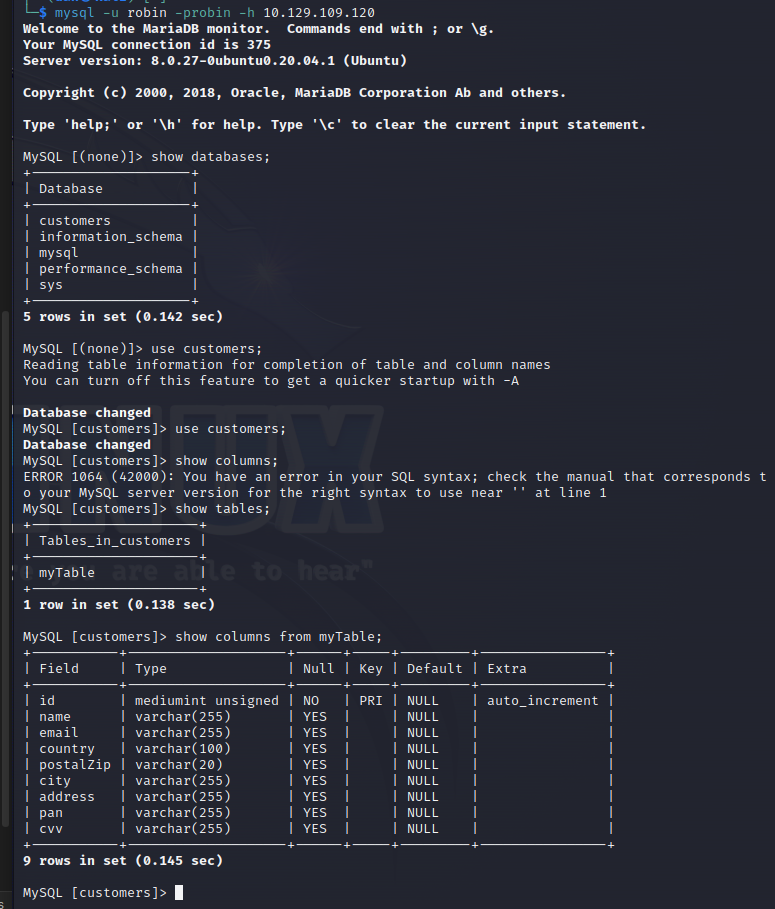 └─$ mysql -u robin -probin -h 10.129.109.120
Welcome to the MariaDB monitor.  Commands end with ; or \g.
Your MySQL connection id is 375
Server version: 8.0.27-0ubuntu0.20.04.1 (Ubuntu)
Copyright (c) 2000, 2018, Oracle, MariaDB Corporation Ab and others.
Type 'help;' or '\h' for help. Type '\c' to clear the current input statement.
MySQL [(none)]> show databases;
+--------------------+
| Database           |
+--------------------+
| customers          |
| information_schema |
| mysql              |
| performance_schema |
| sys                |
+--------------------+
5 rows in set (0.142 sec)
MySQL [(none)]> use customers;
Reading table information for completion of table and column names
You can turn off this feature to get a quicker startup with -A
Database changed
MySQL [customers]> use customers;
Database changed
MySQL [customers]> show columns;
ERROR 1064 (42000): You have an error in your SQL syntax; check the manual that corresponds t
o your MySQL server version for the right syntax to use near '' at line 1
MySQL [customers]> show tables;
+---------------------+
| Tables_in_customers |
+---------------------+
| myTable             |
+---------------------+
you are able to hear"
1 row in set (0.138 sec)
MySQL [customers]> show columns from myTable;
+-----------+--------------------+------+-----+---------+----------------+
| Field     | Type               | Null | Key | Default | Extra          |
+-----------+--------------------+------+-----+---------+----------------+
| id        | mediumint unsigned | NO   | PRI | NULL    | auto_increment |
| name      | varchar(255)       | YES  |     | NULL    |                |
| email     | varchar(255)       | YES  |     | NULL    |                |
| country   | varchar(100)       | YES  |     | NULL    |                |
| postalZip | varchar(20)        | YES  |     | NULL    |                |
| city      | varchar(255)       | YES  |     | NULL    |                |
| address   | varchar(255)       | YES  |     | NULL    |                |
| pan       | varchar(255)       | YES  |     | NULL    |                |
| cvv       | varchar(255)       | YES  |     | NULL    |                |
+-----------+--------------------+------+-----+---------+----------------+
9 rows in set (0.145 sec)
MySQL [customers]>